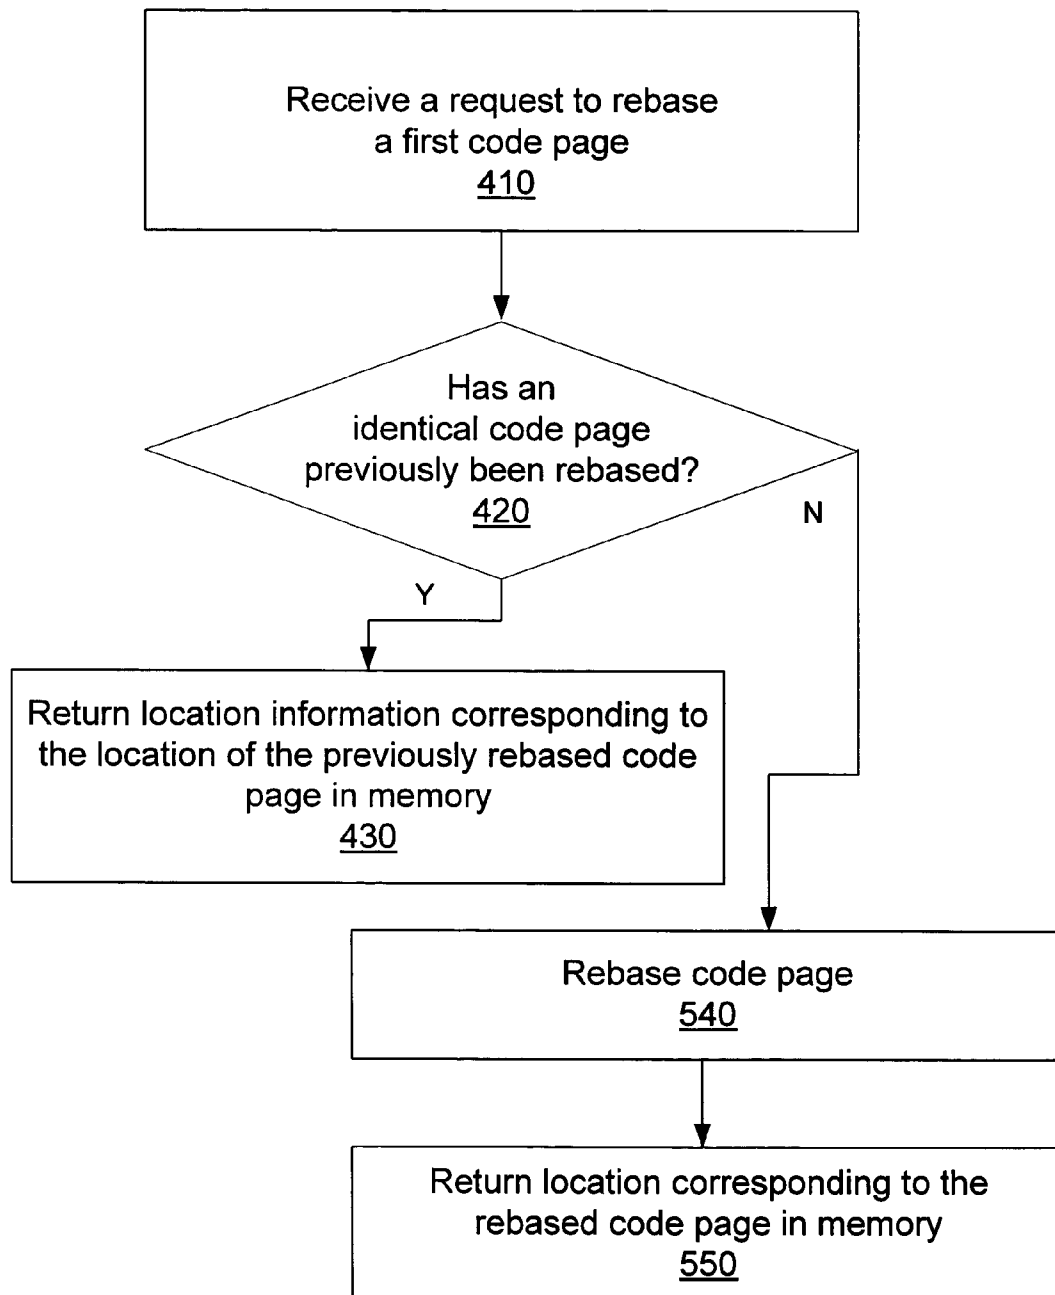 Receive a request to rebase
a first code page
410
Has an
identical code page
previously been rebased?
420
N
Y
Return location information corresponding to
the location of the previously rebased code
page in memory
430
Rebase code page
540
Return location corresponding to the
rebased code page in memory
550